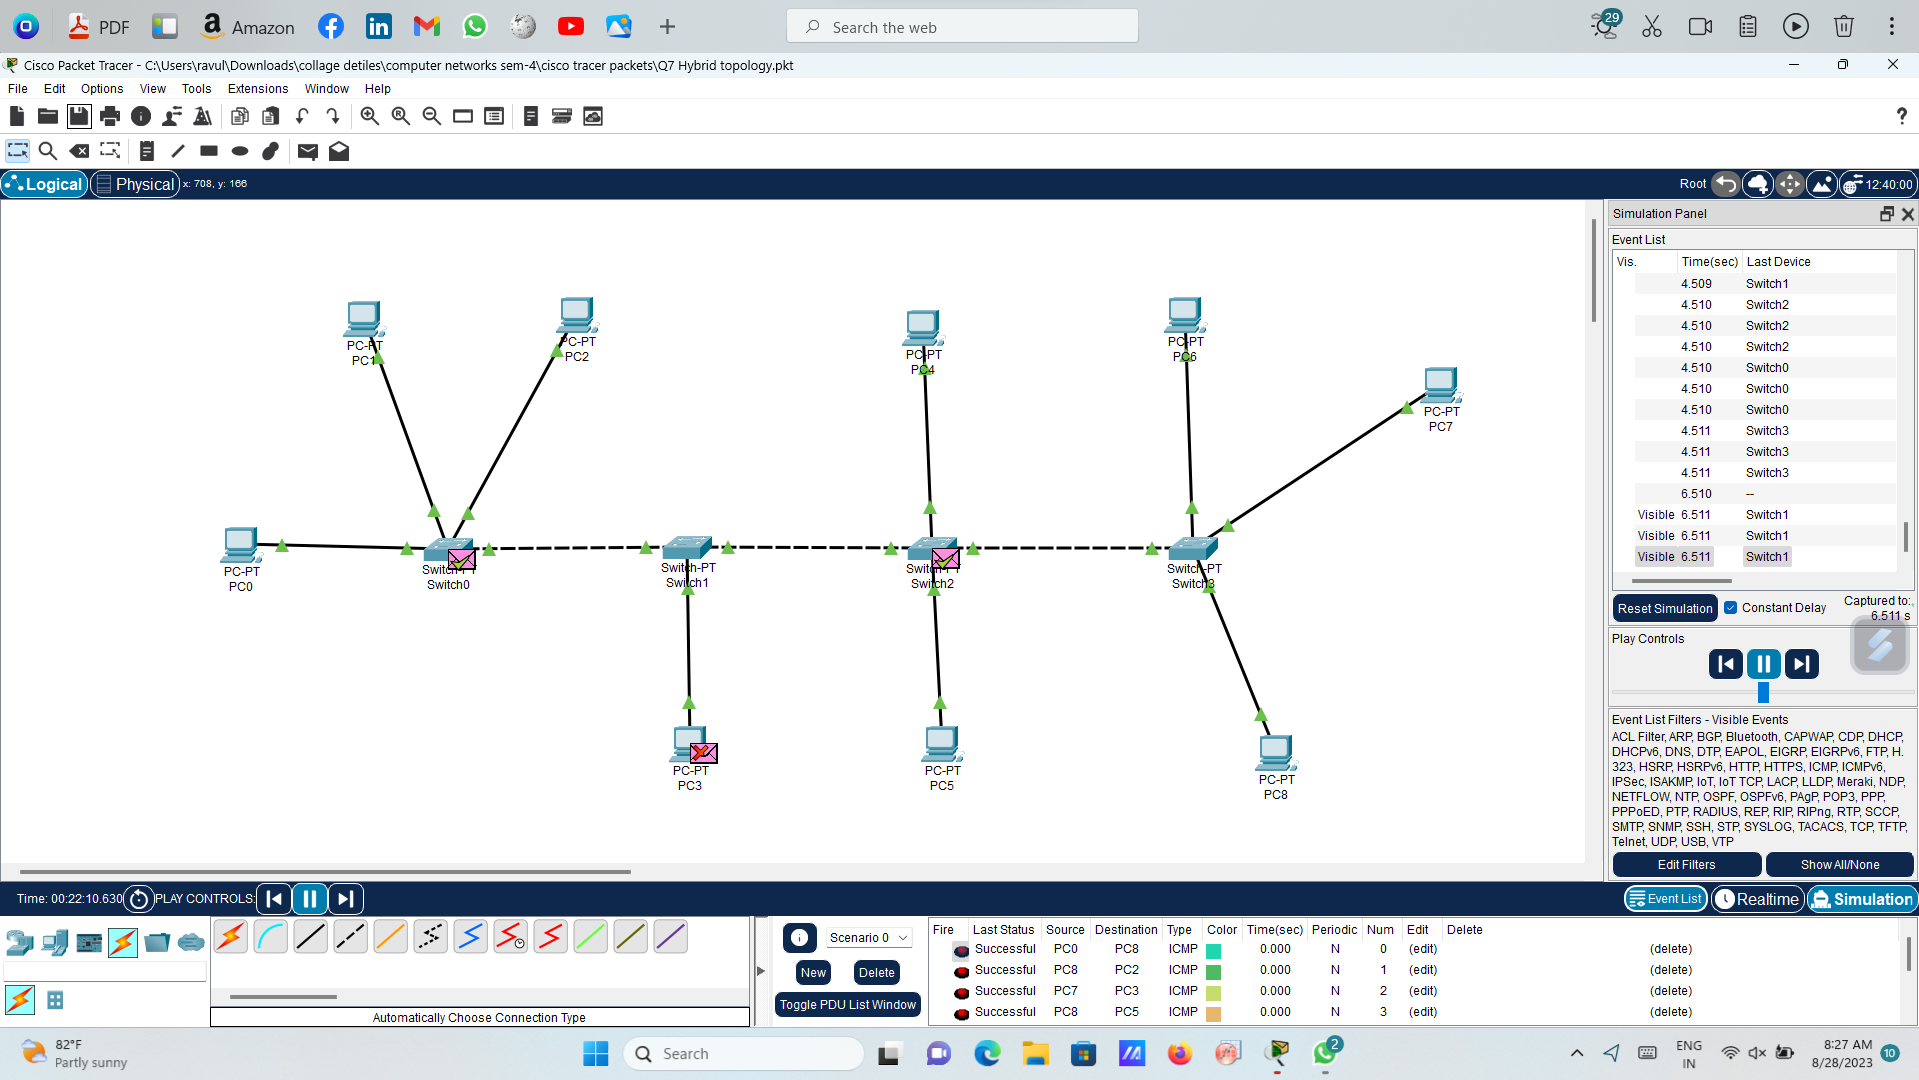 PDF
Amazon
Search the web
29
Cisco Packet Tracer - C:\Users\ravul\Downloads\collage detiles\computer networks sem-4\cisco tracer packets\Q7 Hybrid topology.pkt
File Edit Options View Tools Extensions Window Help
Logical Physical x: 708, y: 166
Root 12:40:00
PC-PT
PC1
PC-PT
PC2
PC-PT
PC4
PC-PT
PC6
PC-PT
PC7
PC-PT
PC0
Switch-PT
Switch0
Switch-PT
Switch1
Switch-PT
Switch2
Switch-PT
Switch3
PC-PT
PC3
PC-PT
PC5
PC-PT
PC8
Simulation Panel
Event List
Vis. Time(sec) Last Device
4.509 Switch1
4.510 Switch2
4.510 Switch2
4.510 Switch2
4.510 Switch0
4.510 Switch0
4.510 Switch0
4.511 Switch3
4.511 Switch3
4.511 Switch3
6.510 --
Visible 6.511 Switch1
Visible 6.511 Switch1
Visible 6.511 Switch1
Reset Simulation Constant Delay Captured to:
6.511 s
Play Controls
Event List Filters - Visible Events
ACL Filter, ARP, BGP, Bluetooth, CAPWAP, CDP, DHCP,
DHCPv6, DNS, DTP, EAPOL, EIGRP, EIGRPv6, FTP, H.
323, HSRP, HSRPv6, HTTP, HTTPS, ICMP, ICMPv6,
IPSec, ISAKMP, IoT, IoT TCP, LACP, LLDP, Meraki, NDP,
NETFLOW, NTP, OSPF, OSPFv6, PAgP, POP3, PPP,
PPPoED, PTP, RADIUS, REP, RIP, RIPng, RTP, SCCP,
SMTP, SNMP, SSH, STP, SYSLOG, TACACS, TCP, TFTP,
Telnet, UDP, USB, VTP
Edit Filters Show All/None
Time: 00:22:10.630 PLAY CONTROLS:
Event List Realtime Simulation
Automatically Choose Connection Type
Scenario 0
New Delete
Toggle PDU List Window
Fire Last Status Source Destination Type Color Time(sec) Periodic Num Edit Delete
Successful PC0 PC8 ICMP 0.000 N 0 (edit) (delete)
Successful PC8 PC2 ICMP 0.000 N 1 (edit) (delete)
Successful PC7 PC3 ICMP 0.000 N 2 (edit) (delete)
Successful PC8 PC5 ICMP 0.000 N 3 (edit) (delete)
82°F
Partly sunny
Search
2
ENG
IN
8:27 AM
8/28/2023
10